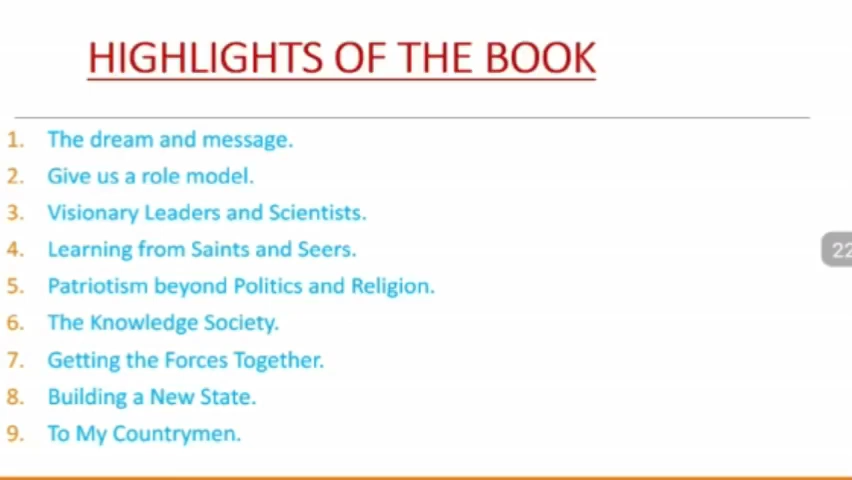 HIGHLIGHTS OF THE BOOK
1. The dream and message.
2. Give us a role model.
3. Visionary Leaders and Scientists.
4. Learning from Saints and Seers.
5. Patriotism beyond Politics and Religion.
6. The Knowledge Society.
7. Getting the Forces Together.
8. Building a New State.
9. To My Countrymen.
22